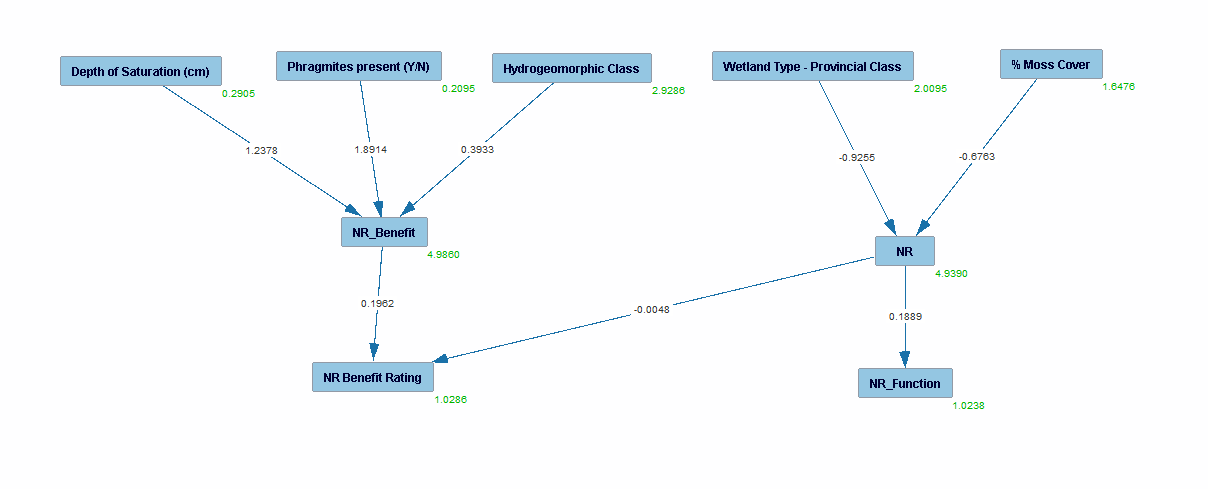 Depth of Saturation (cm)
0.2905
Phragmites present (Y/N)
0.2095
Hydrogeomorphic Class
2.9286
Wetland Type - Provincial Class
2.0095
% Moss Cover
1.6476
1.2378
1.8914
0.3933
-0.9255
-0.6763
NR_Benefit
4.9860
NR
4.9390
0.1962
-0.0048
0.1889
NR Benefit Rating
1.0286
NR_Function
1.0238